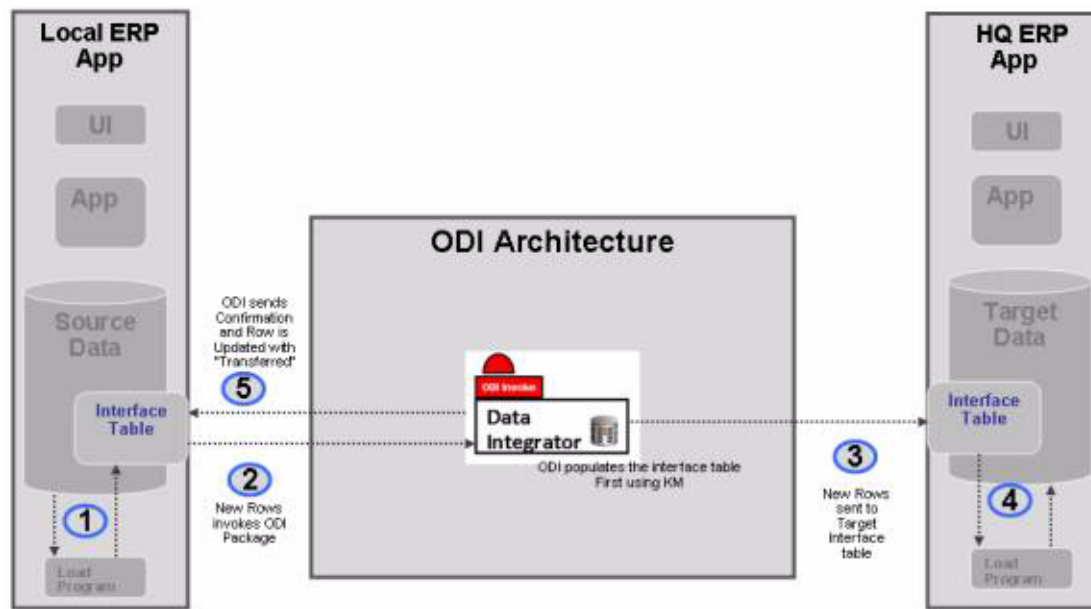 Local ERP
App
UI
App
Source
Data
Interface
Table
1
Load
Program
ODI Architecture
ODI sends
Confirmation
and Row is
Updated with
"Transferred"
5
2
New Rows
invokes ODI
Package
ODI Invoker
Data
Integrator
ODI populates the interface table
First using KM
3
New Rows
sent to
Target
Interface
table
HQ ERP
App
UI
App
Target
Data
Interface
Table
4
Load
Program